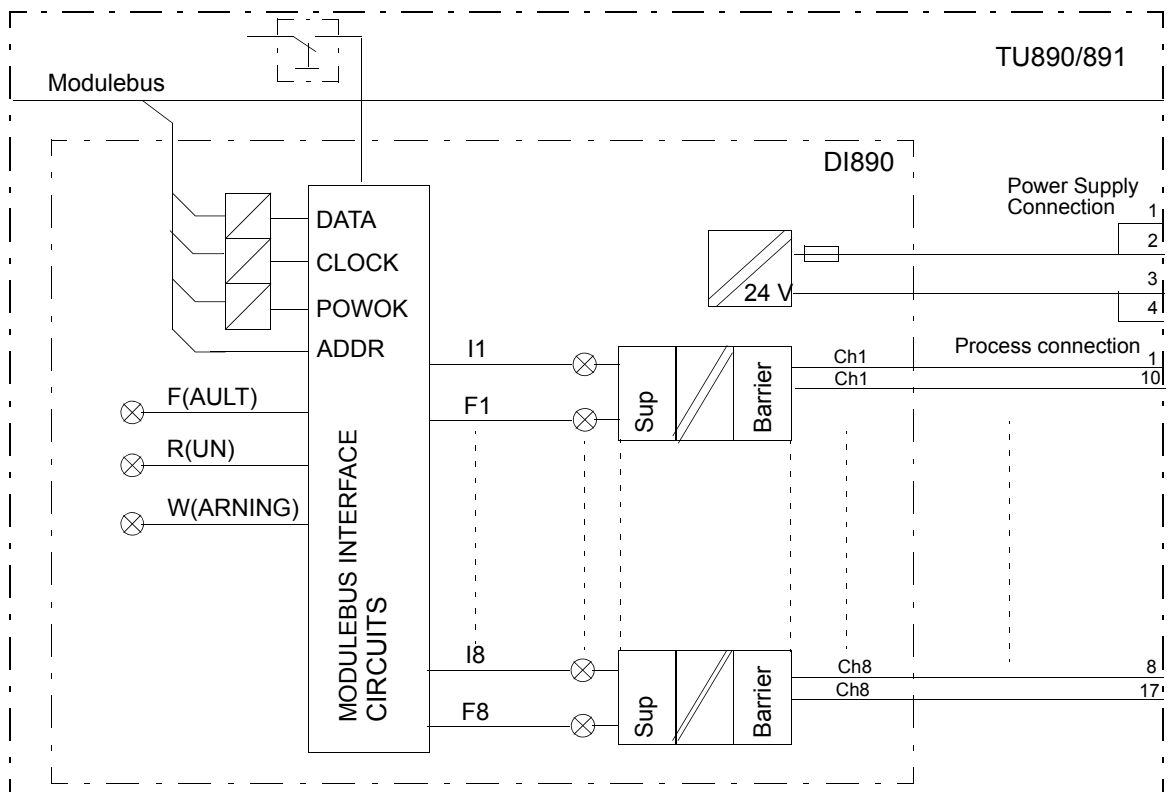 TU890/891
Modulebus
DI890
Power Supply
Connection
1
2
3
4
24 V
DATA
CLOCK
POWOK
ADDR
F(AULT)
R(UN)
W(ARNING)
MODULEBUS INTERFACE
CIRCUITS
I1
F1
Sup
Barrier
Ch1
Ch1
Process connection
1
10
I8
F8
Sup
Barrier
Ch8
Ch8
8
17